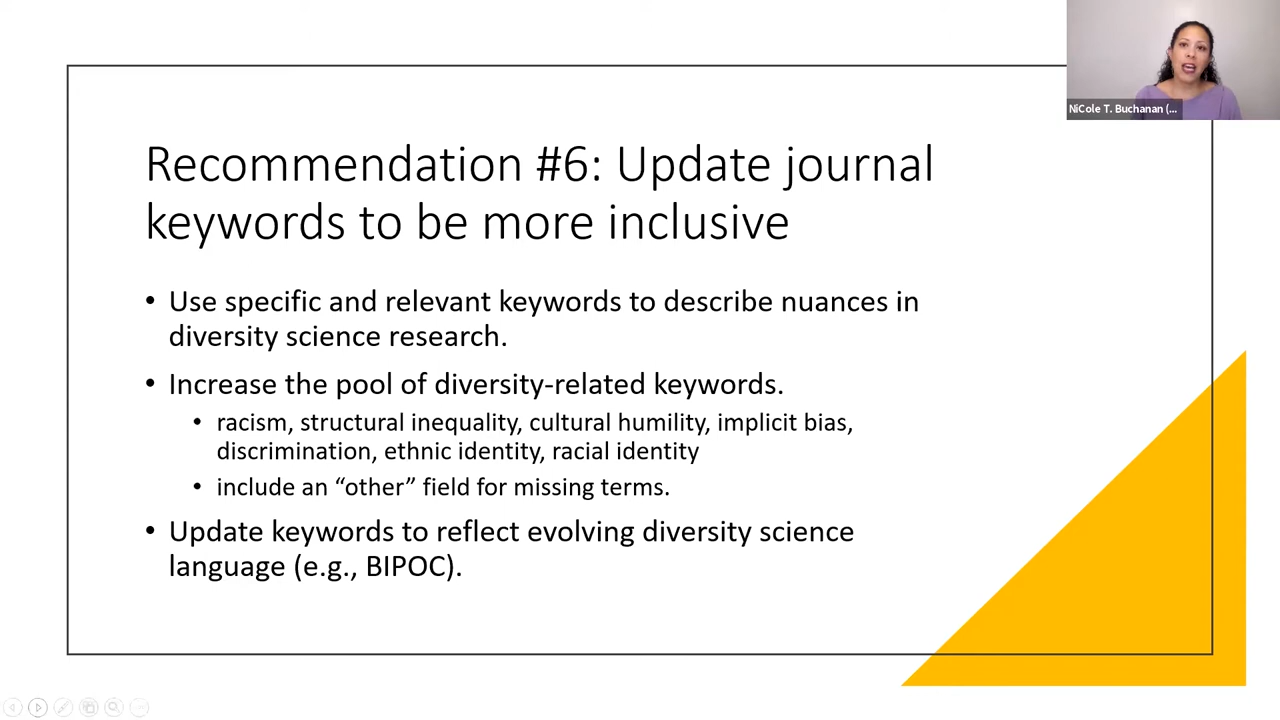 NiCole T. Buchanan (...
Recommendation #6: Update journal
keywords to be more inclusive
• Use specific and relevant keywords to describe nuances in
diversity science research.
• Increase the pool of diversity-related keywords.
• racism, structural inequality, cultural humility, implicit bias,
discrimination, ethnic identity, racial identity
• include an “other” field for missing terms.
• Update keywords to reflect evolving diversity science
language (e.g., BIPOC).